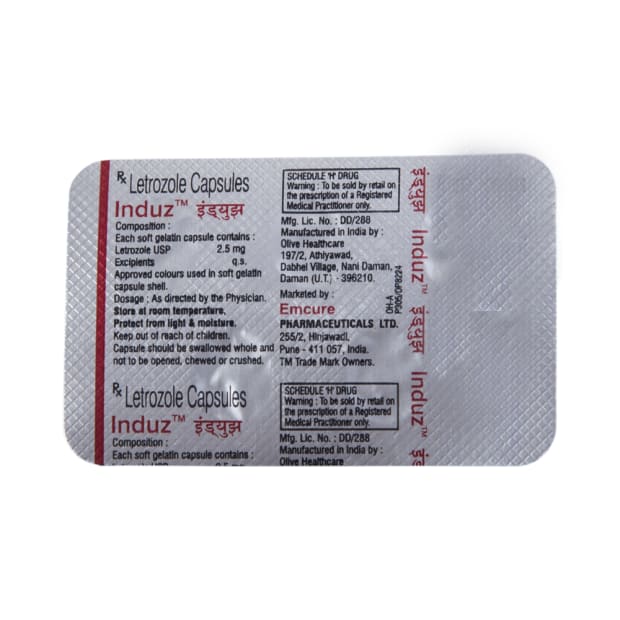 Rx Letrozole Capsules
Induz™ इंड्युझ
Composition :
Each soft gelatin capsule contains :
Letrozole USP 2.5 mg
Excipients q.s.
Approved colours used in soft gelatin
capsule shell.
Dosage : As directed by the Physician.
Store at room temperature.
Protect from light & moisture.
Keep out of reach of children.
Capsule should be swallowed whole and
not to be opened, chewed or crushed.
SCHEDULE 'H' DRUG
Warning : To be sold by retail on
the prescription of a Registered
Medical Practitioner only.
Mfg. Lic. No. : DD/288
Manufactured in India by :
Olive Healthcare
197/2, Athiyawad,
Dabhel Village, Nani Daman,
Daman (U.T.) - 396210.
Marketed by :
Emcure
PHARMACEUTICALS LTD.
255/2, Hinjawadi,
Pune - 411 057, India.
TM Trade Mark Owners.
OH-A
P305/OP8224
इंड्युझ Induz™ इंड्युझ Induz™
Rx Letrozole Capsules
Induz™ इंड्युझ
Composition :
Each soft gelatin capsule contains :
SCHEDULE 'H' DRUG
Warning : To be sold by retail on
the prescription of a Registered
Medical Practitioner only.
Mfg. Lic. No. : DD/288
Manufactured in India by :
Olive Healthcare